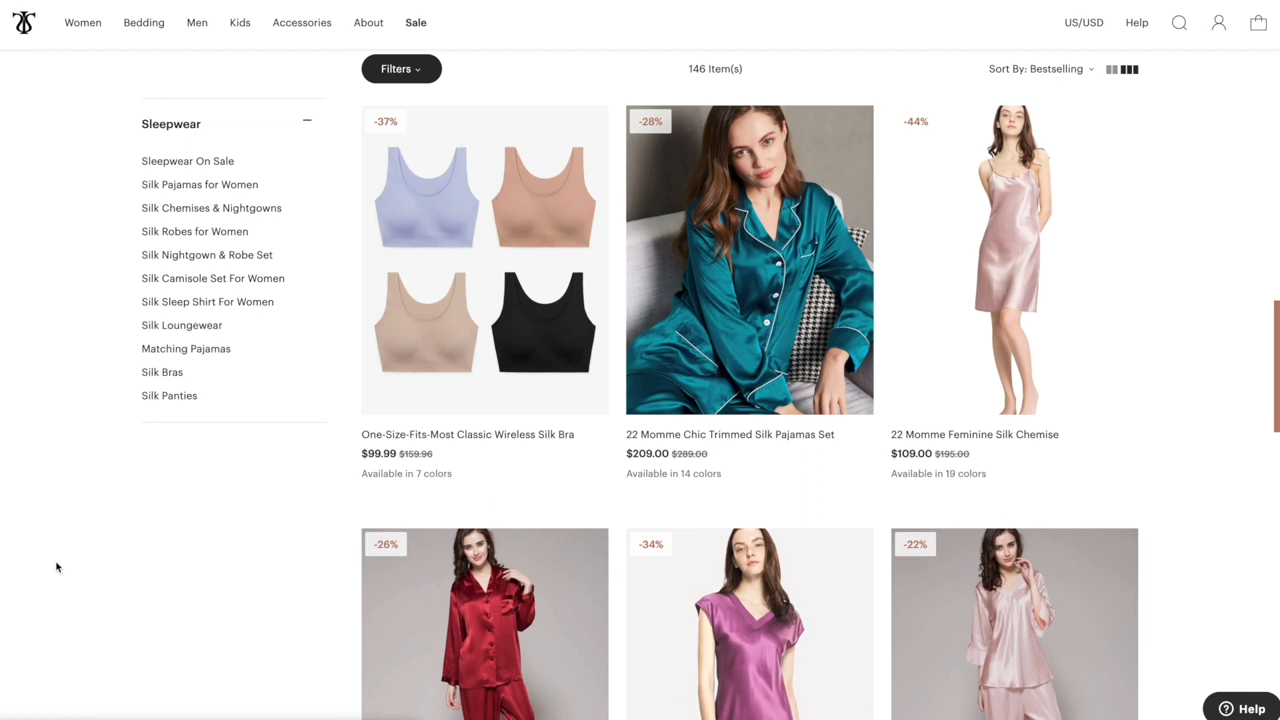 Women Bedding Men Kids Accessories About Sale US/USD Help
Filters 146 Item(s) Sort By: Bestselling
Sleepwear
Sleepwear On Sale
Silk Pajamas for Women
Silk Chemises & Nightgowns
Silk Robes for Women
Silk Nightgown & Robe Set
Silk Camisole Set For Women
Silk Sleep Shirt For Women
Silk Loungewear
Matching Pajamas
Silk Bras
Silk Panties
-37%
One-Size-Fits-Most Classic Wireless Silk Bra
$99.99 $159.96
Available in 7 colors
-28%
22 Momme Chic Trimmed Silk Pajamas Set
$209.00 $289.00
Available in 14 colors
-44%
22 Momme Feminine Silk Chemise
$109.00 $195.00
Available in 19 colors
-26%
-34%
-22%
Help